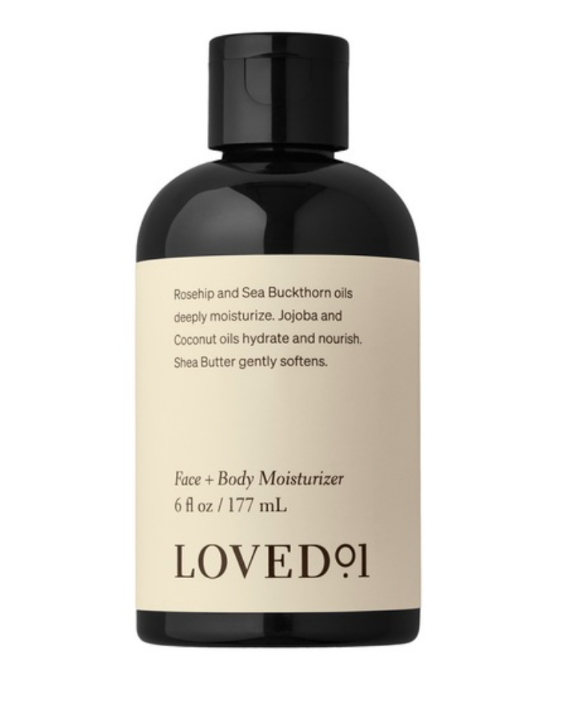 Rosehip and Sea Buckthorn oils
deeply moisturize. Jojoba and
Coconut oils hydrate and nourish.
Shea Butter gently softens.
Face + Body Moisturizer
6 fl oz / 177 mL
LOVED01